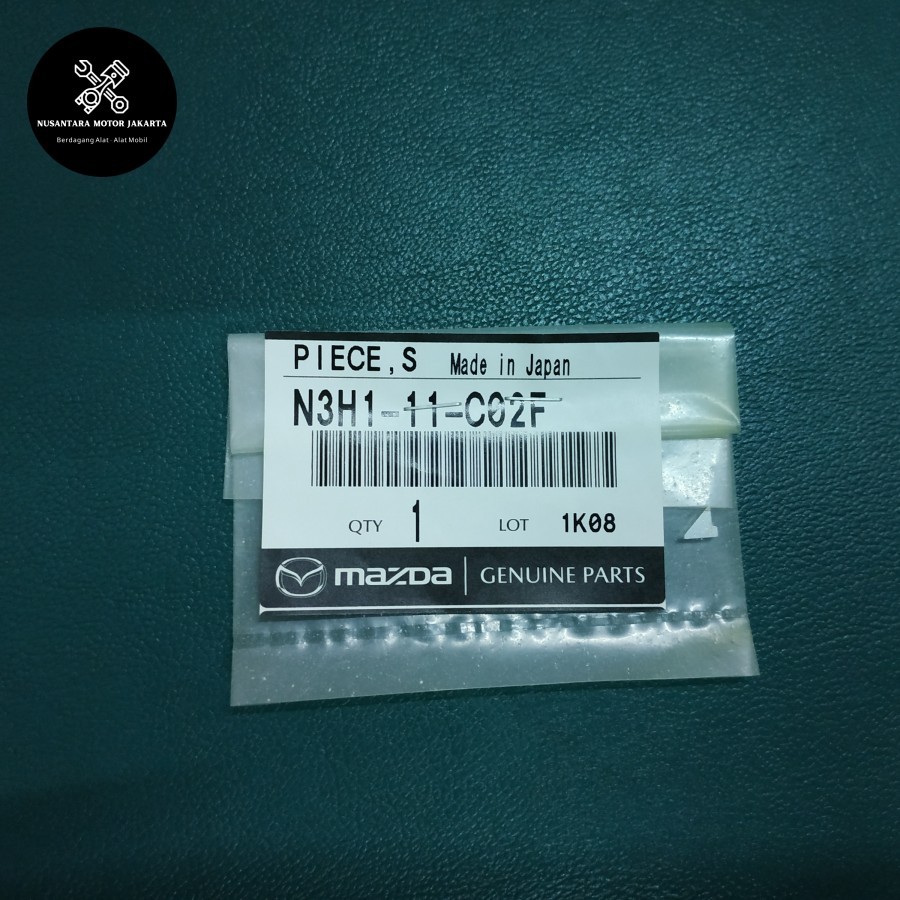 NUSANTARA MOTOR JAKARTA
Berdagang Alat - Alat Mobil
PIECE,S Made in Japan
N3H1-11-C02F
QTY 1 LOT 1K08
mazda GENUINE PARTS